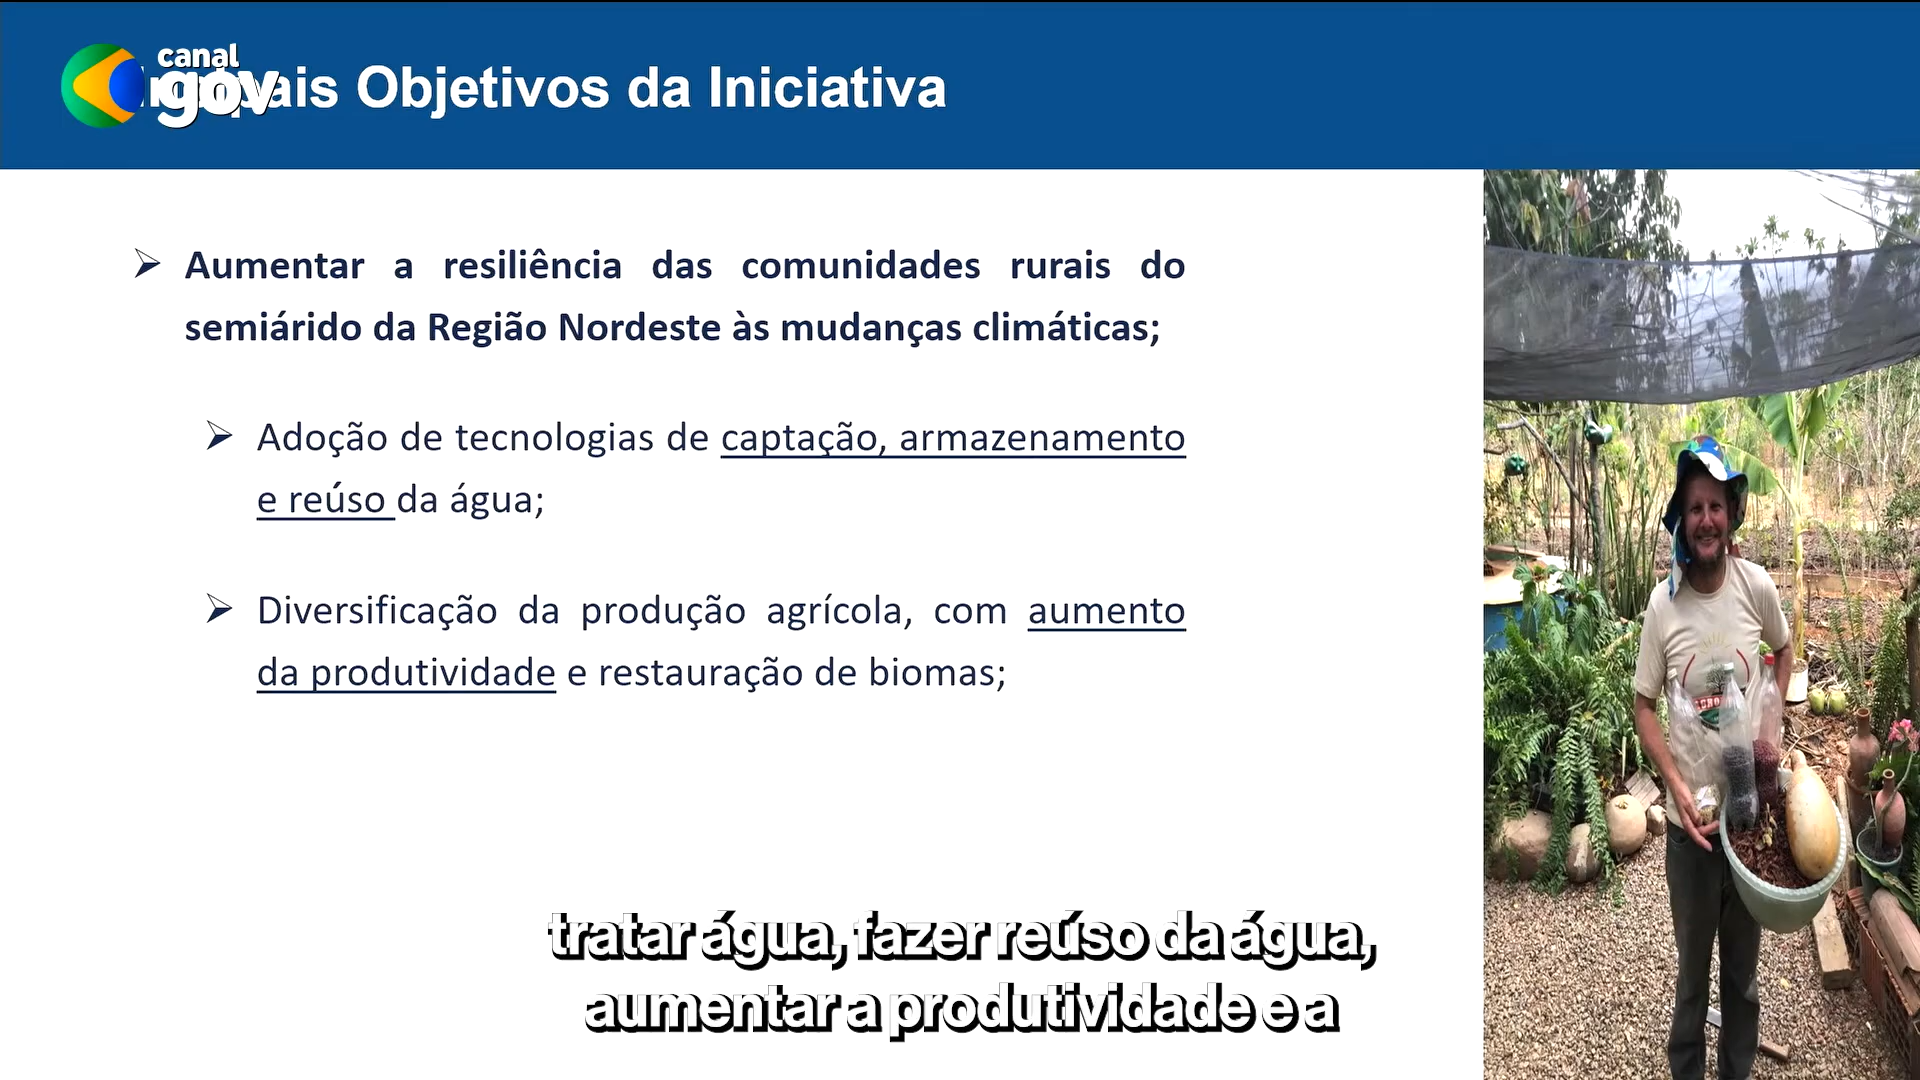 canal
gov
ais Objetivos da Iniciativa
Aumentar a resiliência das comunidades rurais do
semiárido da Região Nordeste às mudanças climáticas;
Adoção de tecnologias de captação, armazenamento
e reúso da água;
Diversificação da produção agrícola, com aumento
da produtividade e restauração de biomas;
tratar água, fazer reúso da água,
aumentar a produtividade e a